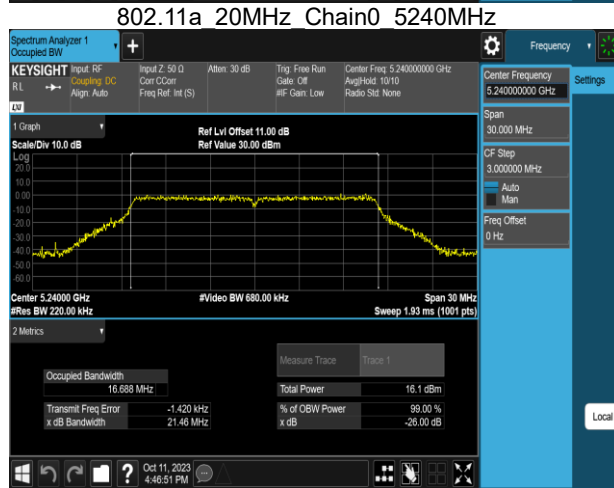 802.11a_20MHz_Chain0_5240MHz
Spectrum Analyzer 1
Occupied BW
Frequency
KEYSIGHT
Input: RF
Coupling: DC
Align: Auto
Input Z: 50 Ω
Corr CCorr
Freq Ref: Int (S)
Atten: 30 dB
Trig: Free Run
Gate: Off
#IF Gain: Low
Center Freq: 5.240000000 GHz
Avg|Hold: 10/10
Radio Std: None
R L
LXI
Center Frequency
5.240000000 GHz
Settings
Span
30.000 MHz
CF Step
3.000000 MHz
Auto
Man
Freq Offset
0 Hz
Local
1 Graph
Scale/Div 10.0 dB
Ref Lvl Offset 11.00 dB
Ref Value 30.00 dBm
Log
20.0
10.0
0.00
-10.0
-20.0
-30.0
-40.0
-50.0
-60.0
Center 5.24000 GHz
#Video BW 680.00 kHz
Span 30 MHz
#Res BW 220.00 kHz
Sweep 1.93 ms (1001 pts)
2 Metrics
Measure Trace
Trace 1
Occupied Bandwidth
16.688 MHz
Total Power
16.1 dBm
Transmit Freq Error
-1.420 kHz
% of OBW Power
99.00 %
x dB Bandwidth
21.46 MHz
x dB
-26.00 dB
?
Oct 11, 2023
4:46:51 PM